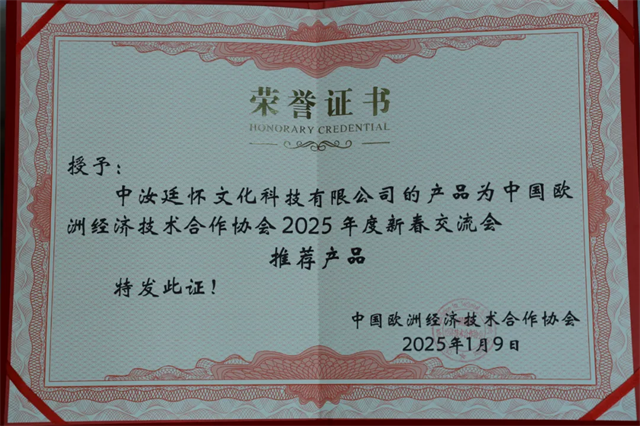 荣誉证书
HONORARY CREDENTIAL
授予：
中汝廷怀文化科技有限公司的产品为中国欧
洲经济技术合作协会2025年度新春交流会
推荐产品
特发此证！
中国欧洲经济技术合作协会
2025年1月9日